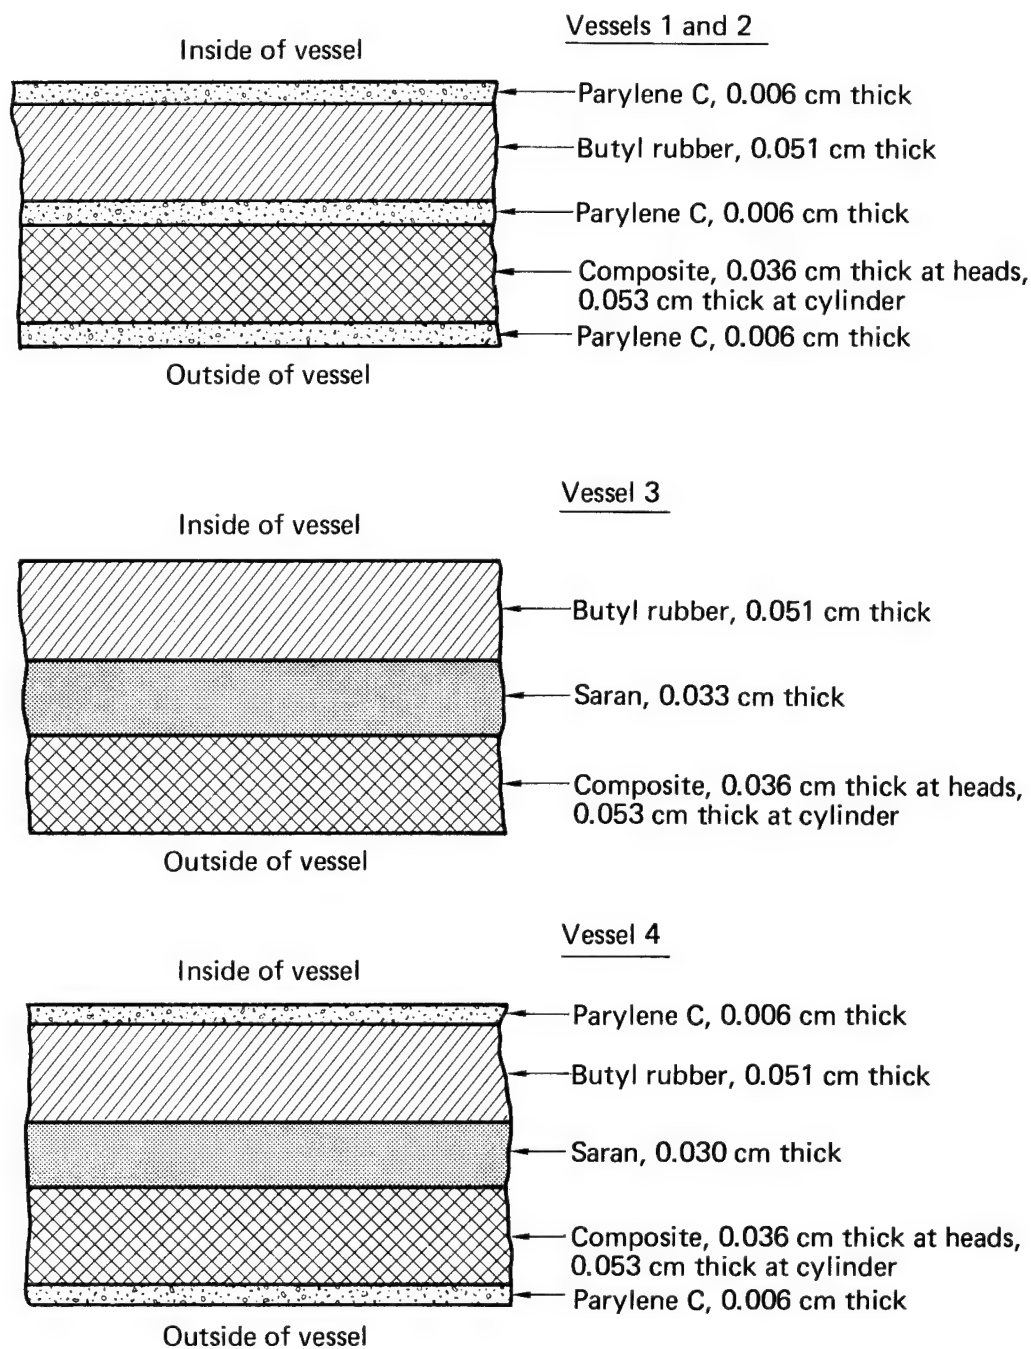 Vessels 1 and 2
Inside of vessel
Parylene C, 0.006 cm thick
Butyl rubber, 0.051 cm thick
Parylene C, 0.006 cm thick
Composite, 0.036 cm thick at heads,
0.053 cm thick at cylinder
Parylene C, 0.006 cm thick
Outside of vessel
Vessel 3
Inside of vessel
Butyl rubber, 0.051 cm thick
Saran, 0.033 cm thick
Composite, 0.036 cm thick at heads,
0.053 cm thick at cylinder
Outside of vessel
Vessel 4
Inside of vessel
Parylene C, 0.006 cm thick
Butyl rubber, 0.051 cm thick
Saran, 0.030 cm thick
Composite, 0.036 cm thick at heads,
0.053 cm thick at cylinder
Parylene C, 0.006 cm thick
Outside of vessel